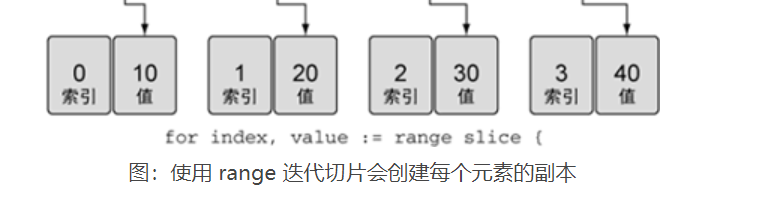 0 10 1 20 2 30 3 40
索引 值 索引 值 索引 值 索引 值
for index, value := range slice {
图：使用 range 迭代切片会创建每个元素的副本